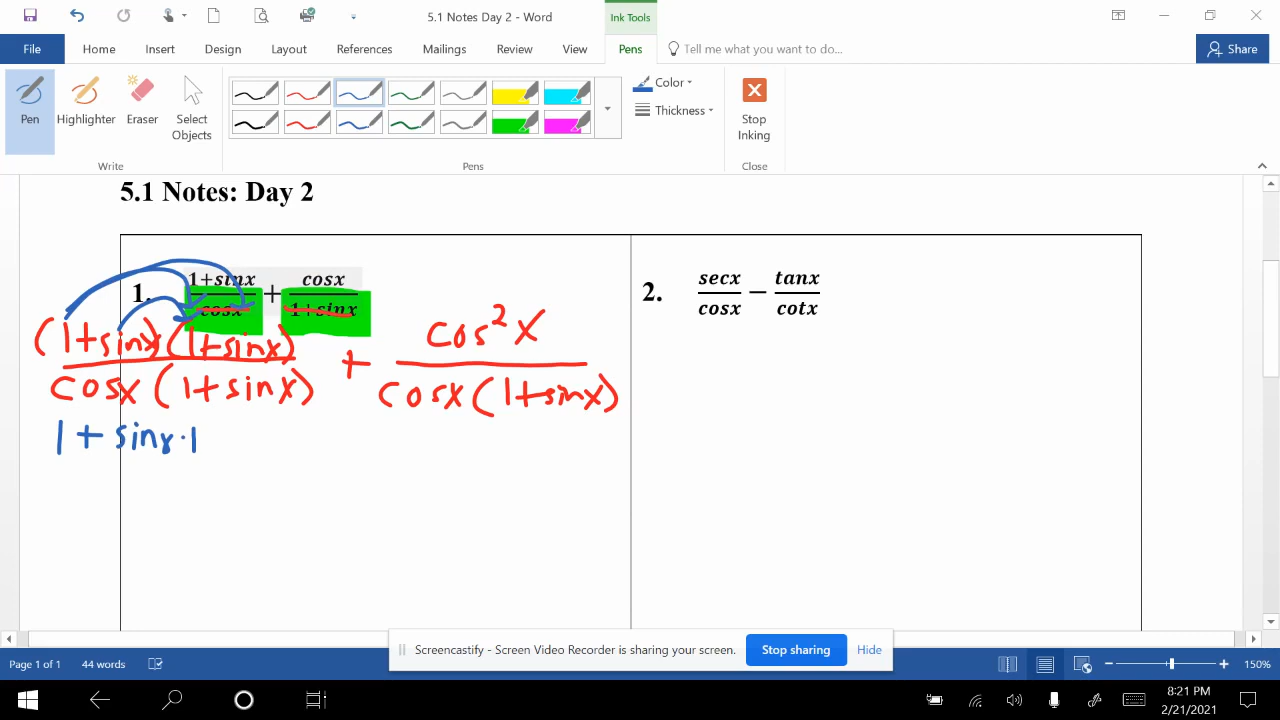 5.1 Notes Day 2 - Word
Ink Tools
File Home Insert Design Layout References Mailings Review View Pens Tell me what you want to do... Share
Pen Highlighter Eraser Select Objects
Color
Thickness
Stop Inking
Write Pens Close
5.1 Notes: Day 2
1. 1+sinx/cosx + cosx/1+sinx
2. secx/cosx − tanx/cotx
(1+sinx)(1+sinx)/cosx(1+sinx) + cos²x/cosx(1+sinx)
1 + sinx·1
Screencastify - Screen Video Recorder is sharing your screen. Stop sharing Hide
Page 1 of 1 44 words 150%
8:21 PM
2/21/2021